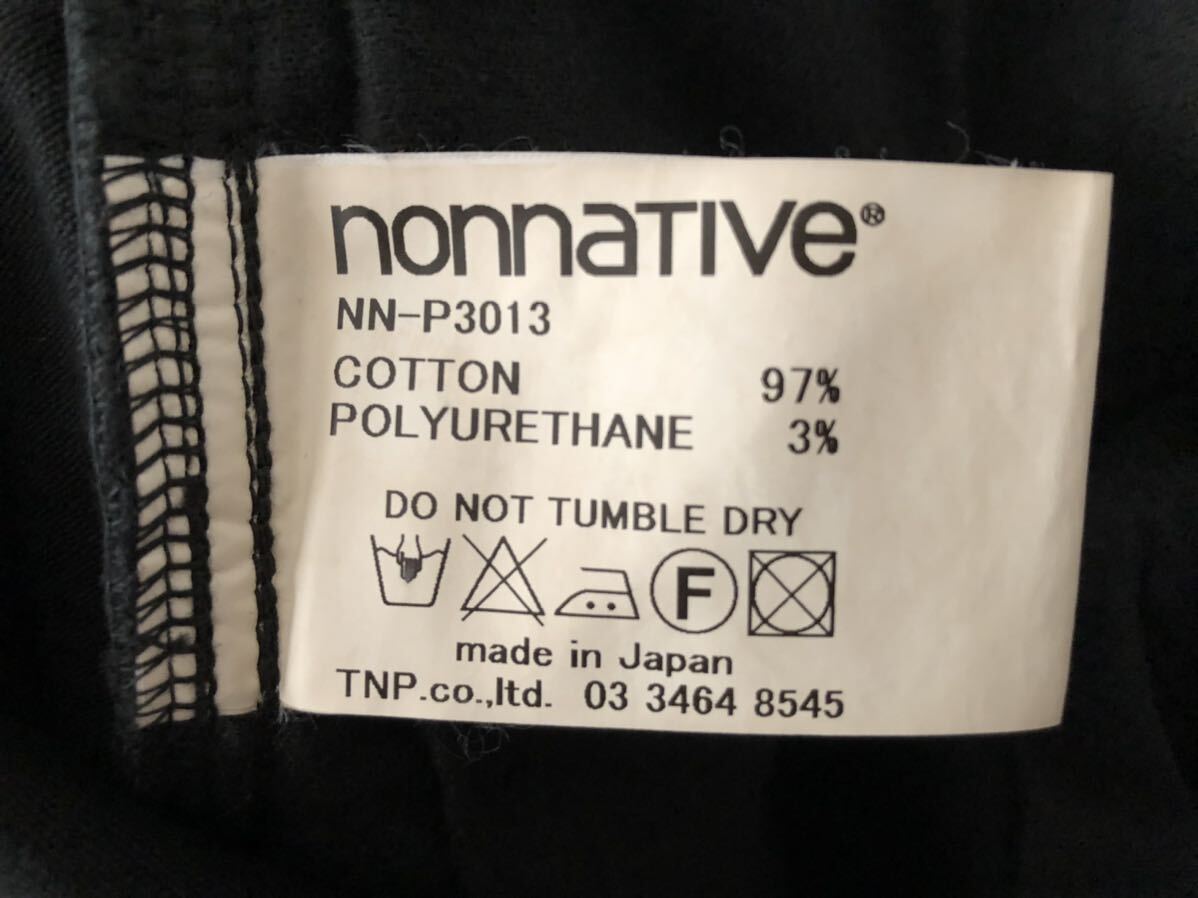 nonnaTIVe®
NN-P3013
COTTON 97%
POLYURETHANE 3%
DO NOT TUMBLE DRY
F
made in Japan
TNP.co.,ltd. 03 3464 8545